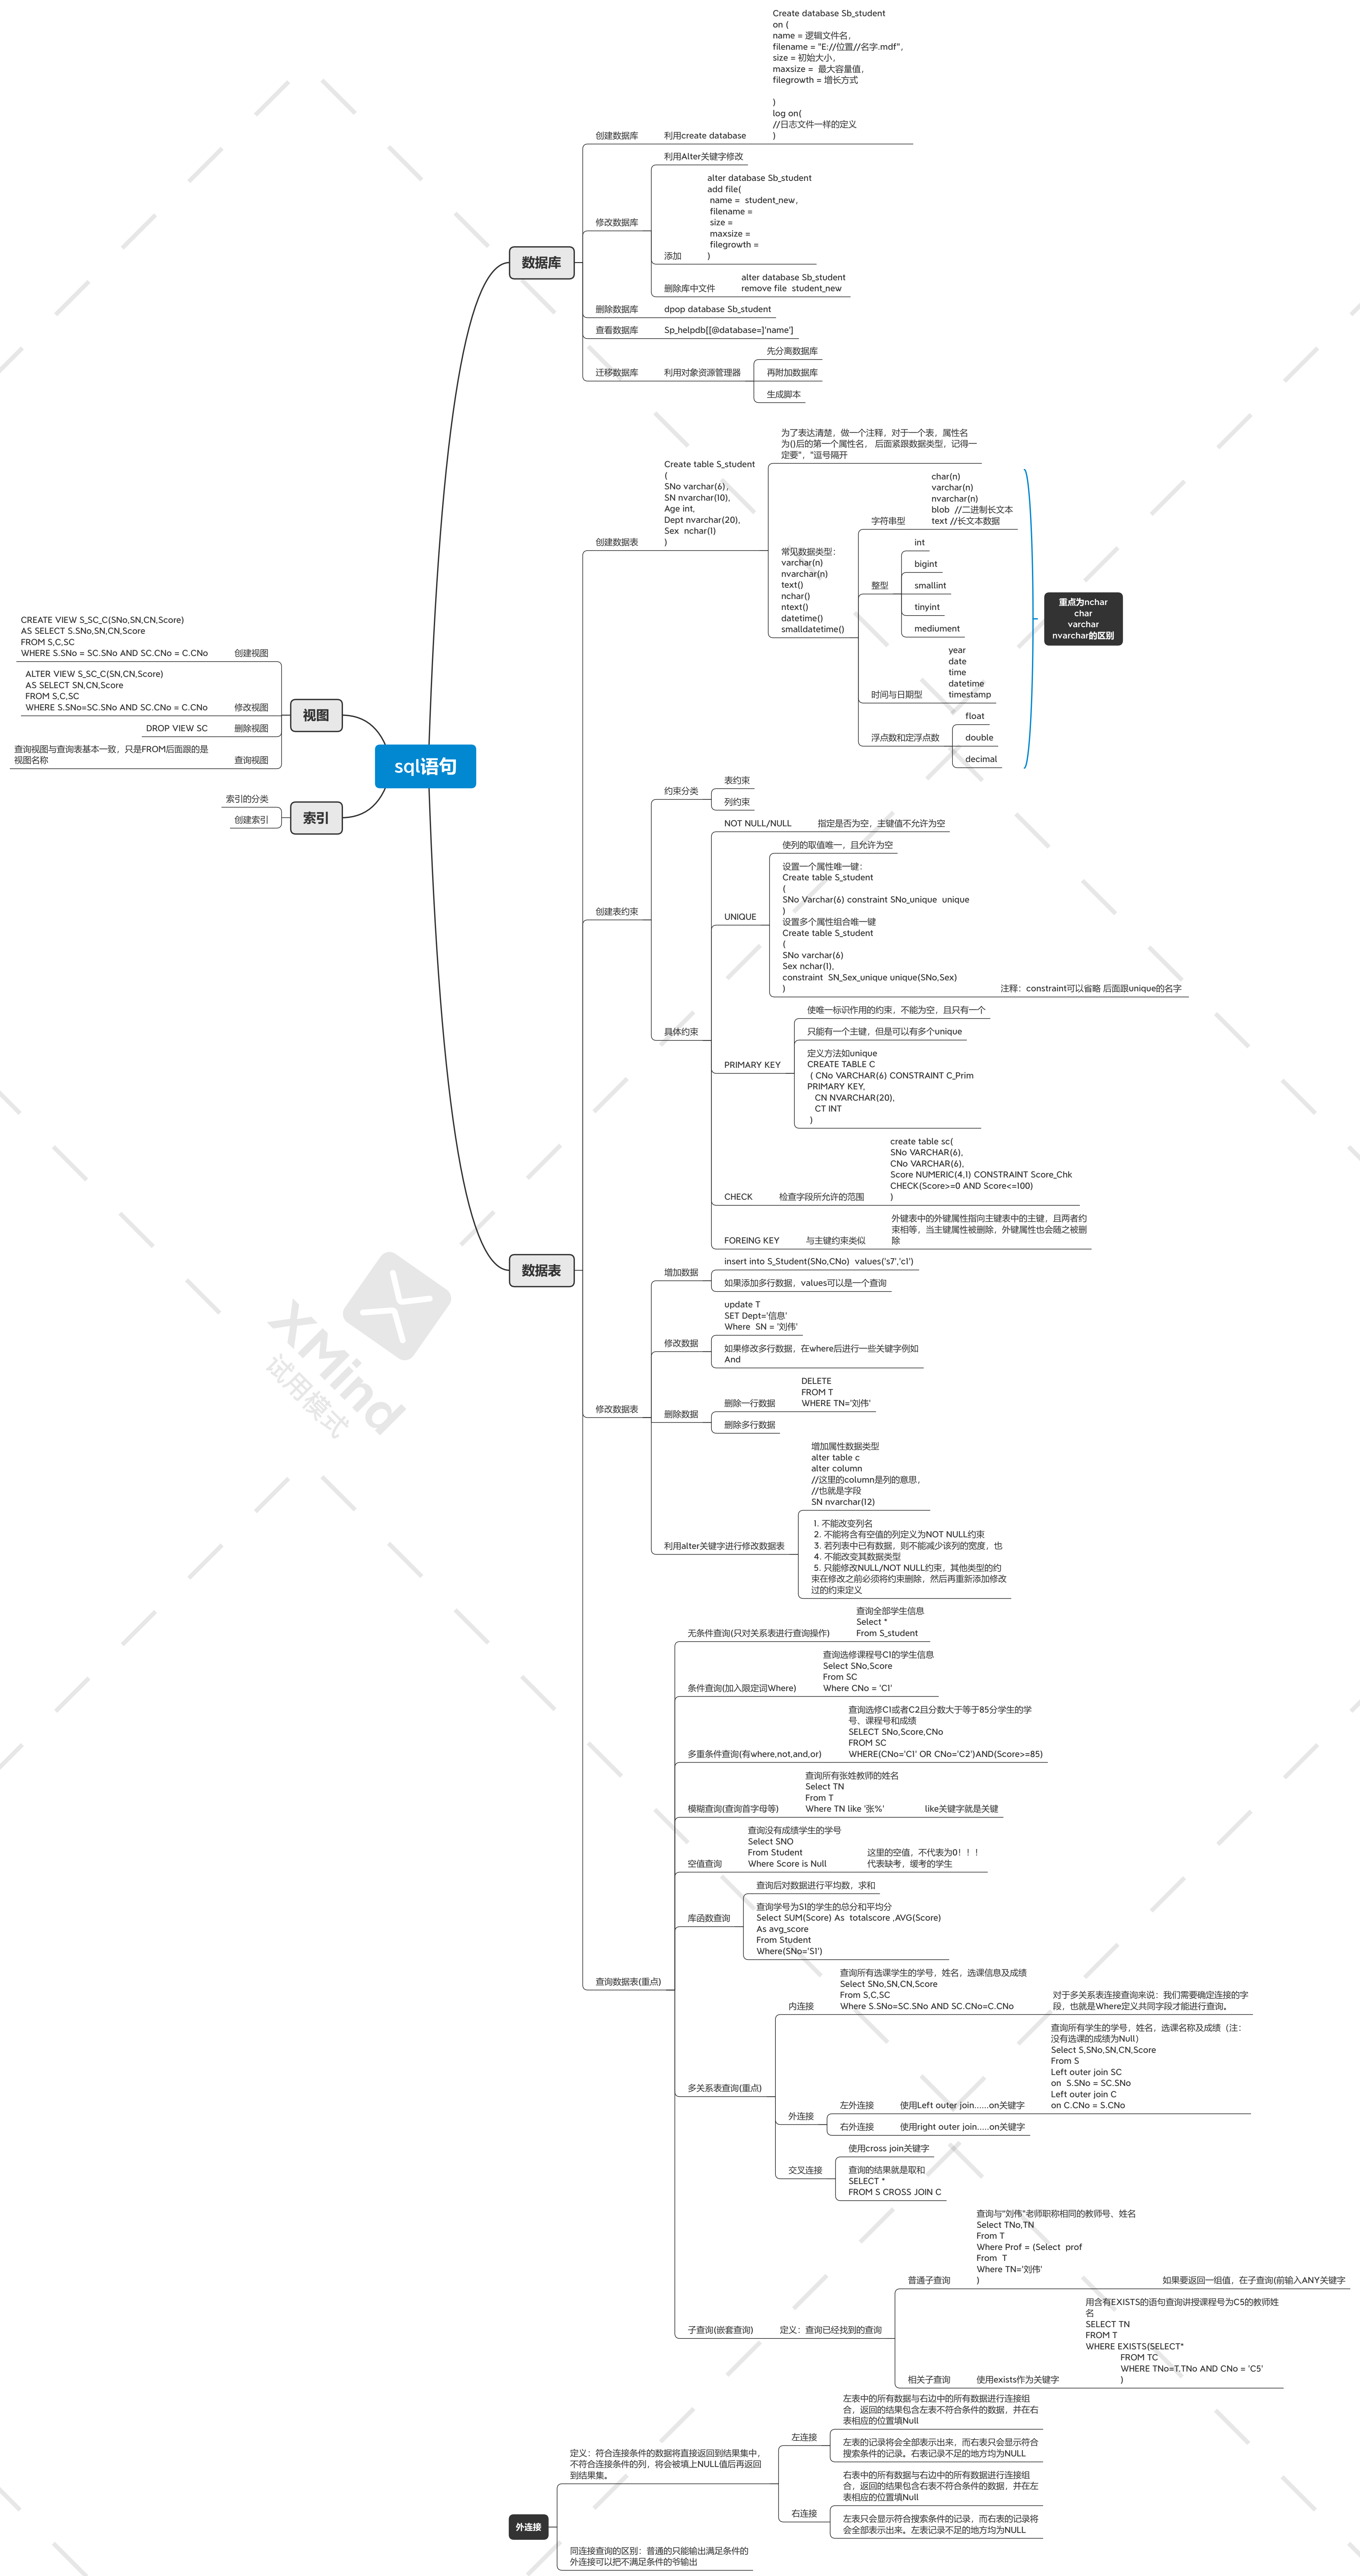 sql语句
数据库
创建数据库
利用create database
Create database Sb_student
on (
name = 逻辑文件名,
filename = "E://位置//名字.mdf",
size = 初始大小,
maxsize = 最大容量值,
filegrowth = 增长方式
)
log on(
//日志文件一样的定义
)
修改数据库
利用Alter关键字修改
添加
alter database Sb_student
add file(
name = student_new,
filename =
size =
maxsize =
filegrowth =
)
删除库中文件
alter database Sb_student
remove file student_new
删除数据库
dpop database Sb_student
查看数据库
Sp_helpdb[[@database=]'name']
迁移数据库
利用对象资源管理器
先分离数据库
再附加数据库
生成脚本
数据表
创建数据表
Create table S_student
(
SNo varchar(6),
SN nvarchar(10),
Age int,
Dept nvarchar(20),
Sex nchar(1)
)
为了表达清楚，做一个注释，对于一个表，属性名
为()后的第一个属性名， 后面紧跟数据类型，记得一
定要","逗号隔开
常见数据类型：
varchar(n)
nvarchar(n)
text()
nchar()
ntext()
datetime()
smalldatetime()
字符串型
char(n)
varchar(n)
nvarchar(n)
blob //二进制长文本
text //长文本数据
整型
int
bigint
smallint
tinyint
mediument
时间与日期型
year
date
time
datetime
timestamp
浮点数和定浮点数
float
double
decimal
重点为nchar
char
varchar
nvarchar的区别
创建表约束
约束分类
表约束
列约束
具体约束
NOT NULL/NULL
指定是否为空，主键值不允许为空
UNIQUE
使列的取值唯一，且允许为空
设置一个属性唯一键：
Create table S_student
(
SNo Varchar(6) constraint SNo_unique unique
)
设置多个属性组合唯一键
Create table S_student
(
SNo varchar(6)
Sex nchar(1),
constraint SN_Sex_unique unique(SNo,Sex)
)
注释：constraint可以省略 后面跟unique的名字
PRIMARY KEY
使唯一标识作用的约束，不能为空，且只有一个
只能有一个主键，但是可以有多个unique
定义方法如unique
CREATE TABLE C
( CNo VARCHAR(6) CONSTRAINT C_Prim
PRIMARY KEY,
CN NVARCHAR(20),
CT INT
)
CHECK
检查字段所允许的范围
create table sc(
SNo VARCHAR(6),
CNo VARCHAR(6),
Score NUMERIC(4,1) CONSTRAINT Score_Chk
CHECK(Score>=0 AND Score<=100)
)
FOREING KEY
与主键约束类似
外键表中的外键属性指向主键表中的主键，且两者约
束相等，当主键属性被删除，外键属性也会随之被删
除
修改数据表
增加数据
insert into S_Student(SNo,CNo) values('s7','c1')
如果添加多行数据，values可以是一个查询
修改数据
update T
SET Dept='信息'
Where SN = '刘伟'
如果修改多行数据，在where后进行一些关键字例如
And
删除数据
删除一行数据
DELETE
FROM T
WHERE TN='刘伟'
删除多行数据
利用alter关键字进行修改数据表
增加属性数据类型
alter table c
alter column
//这里的column是列的意思，
//也就是字段
SN nvarchar(12)
1. 不能改变列名
2. 不能将含有空值的列定义为NOT NULL约束
3. 若列表中已有数据，则不能减少该列的宽度，也
4. 不能改变其数据类型
5. 只能修改NULL/NOT NULL约束，其他类型的约
束在修改之前必须将约束删除，然后再重新添加修改
过的约束定义
查询数据表(重点)
无条件查询(只对关系表进行查询操作)
查询全部学生信息
Select *
From S_student
条件查询(加入限定词Where)
查询选修课程号C1的学生信息
Select SNo,Score
From SC
Where CNo = 'C1'
多重条件查询(有where,not,and,or)
查询选修C1或者C2且分数大于等于85分学生的学
号、课程号和成绩
SELECT SNo,Score,CNo
FROM SC
WHERE(CNo='C1' OR CNo='C2')AND(Score>=85)
模糊查询(查询首字母等)
查询所有张姓教师的姓名
Select TN
From T
Where TN like '张%'
like关键字就是关键
空值查询
查询没有成绩学生的学号
Select SNO
From Student
Where Score is Null
这里的空值，不代表为0！！！
代表缺考，缓考的学生
库函数查询
查询后对数据进行平均数，求和
查询学号为S1的学生的总分和平均分
Select SUM(Score) As totalscore ,AVG(Score)
As avg_score
From Student
Where(SNo='S1')
多关系表查询(重点)
内连接
查询所有选课学生的学号，姓名，选课信息及成绩
Select SNo,SN,CN,Score
From S,C,SC
Where S.SNo=SC.SNo AND SC.CNo=C.CNo
对于多关系表连接查询来说：我们需要确定连接的字
段，也就是Where定义共同字段才能进行查询。
外连接
左外连接
使用Left outer join......on关键字
查询所有学生的学号，姓名，选课名称及成绩（注：
没有选课的成绩为Null）
Select S,SNo,SN,CN,Score
From S
Left outer join SC
on S.SNo = SC.SNo
Left outer join C
on C.CNo = S.CNo
右外连接
使用right outer join.....on关键字
交叉连接
使用cross join关键字
查询的结果就是取和
SELECT *
FROM S CROSS JOIN C
子查询(嵌套查询)
定义：查询已经找到的查询
普通子查询
查询与"刘伟"老师职称相同的教师号、姓名
Select TNo,TN
From T
Where Prof = (Select prof
From T
Where TN='刘伟'
)
如果要返回一组值，在子查询(前输入ANY关键字
相关子查询
使用exists作为关键字
用含有EXISTS的语句查询讲授课程号为C5的教师姓
名
SELECT TN
FROM T
WHERE EXISTS(SELECT*
FROM TC
WHERE TNo=T.TNo AND CNo = 'C5'
)
视图
创建视图
CREATE VIEW S_SC_C(SNo,SN,CN,Score)
AS SELECT S.SNo,SN,CN,Score
FROM S,C,SC
WHERE S.SNo = SC.SNo AND SC.CNo = C.CNo
修改视图
ALTER VIEW S_SC_C(SN,CN,Score)
AS SELECT SN,CN,Score
FROM S,C,SC
WHERE S.SNo=SC.SNo AND SC.CNo = C.CNo
删除视图
DROP VIEW SC
查询视图
查询视图与查询表基本一致，只是FROM后面跟的是
视图名称
索引
索引的分类
创建索引
外连接
定义：符合连接条件的数据将直接返回到结果集中，
不符合连接条件的列，将会被填上NULL值后再返回
到结果集。
左连接
左表中的所有数据与右边中的所有数据进行连接组
合，返回的结果包含左表不符合条件的数据，并在右
表相应的位置填Null
左表的记录将会全部表示出来，而右表只会显示符合
搜索条件的记录。右表记录不足的地方均为NULL
右连接
右表中的所有数据与右边中的所有数据进行连接组
合，返回的结果包含右表不符合条件的数据，并在左
表相应的位置填Null
左表只会显示符合搜索条件的记录，而右表的记录将
会全部表示出来。左表记录不足的地方均为NULL
同连接查询的区别：普通的只能输出满足条件的
外连接可以把不满足条件的爷输出
XMind
试用模式